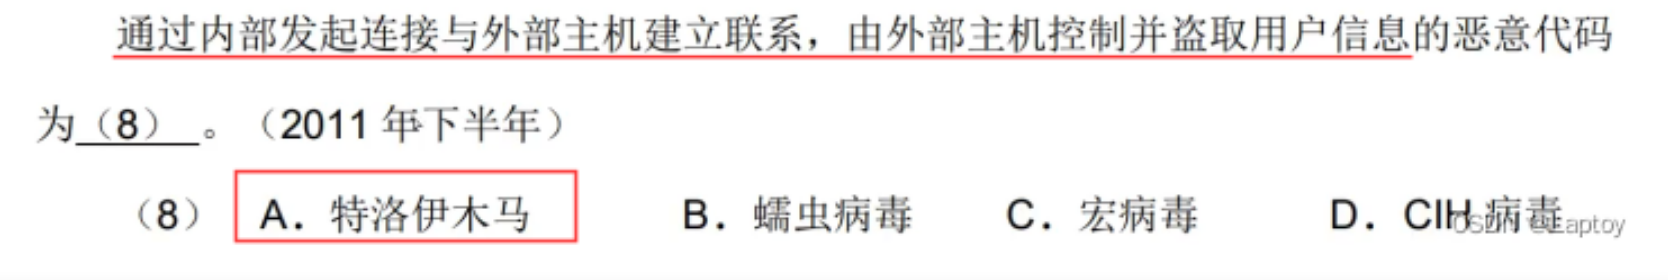 通过内部发起连接与外部主机建立联系，由外部主机控制并盗取用户信息的恶意代码
为（8）。（2011 年下半年）
（8） A．特洛伊木马 B．蠕虫病毒 C．宏病毒 D．CIH 病毒